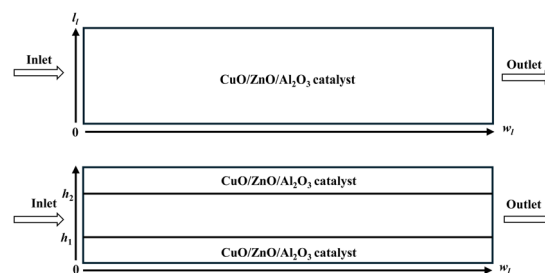 l_l
Inlet
CuO/ZnO/Al₂O₃ catalyst
Outlet
0
w_l
CuO/ZnO/Al₂O₃ catalyst
h₂
Inlet
Outlet
h₁
CuO/ZnO/Al₂O₃ catalyst
0
w_l